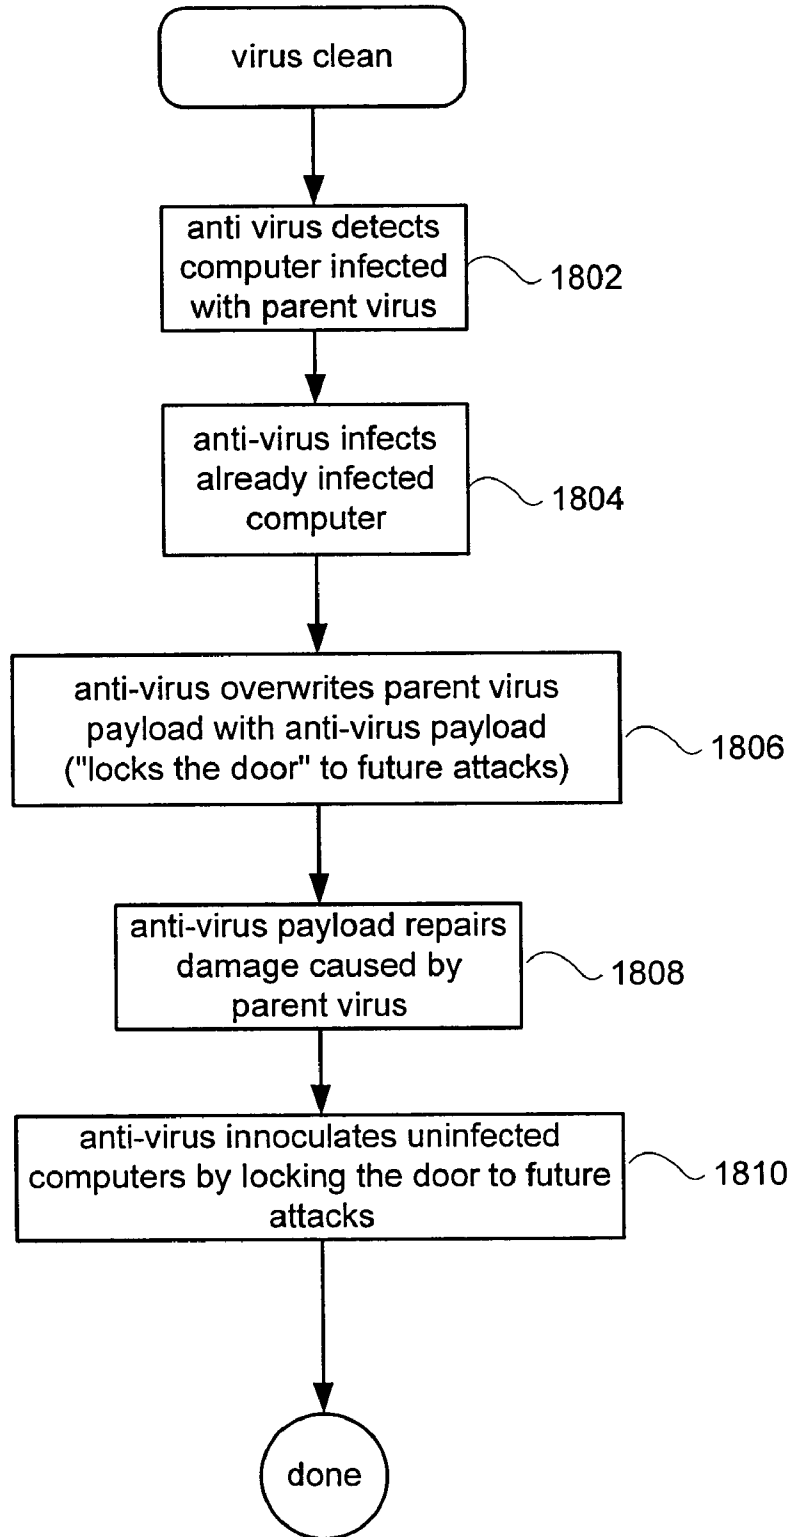 virus clean
anti virus detects
computer infected
with parent virus
1802
anti-virus infects
already infected
computer
1804
anti-virus overwrites parent virus
payload with anti-virus payload
("locks the door" to future attacks)
1806
anti-virus payload repairs
damage caused by
parent virus
1808
anti-virus innoculates uninfected
computers by locking the door to future
attacks
1810
done